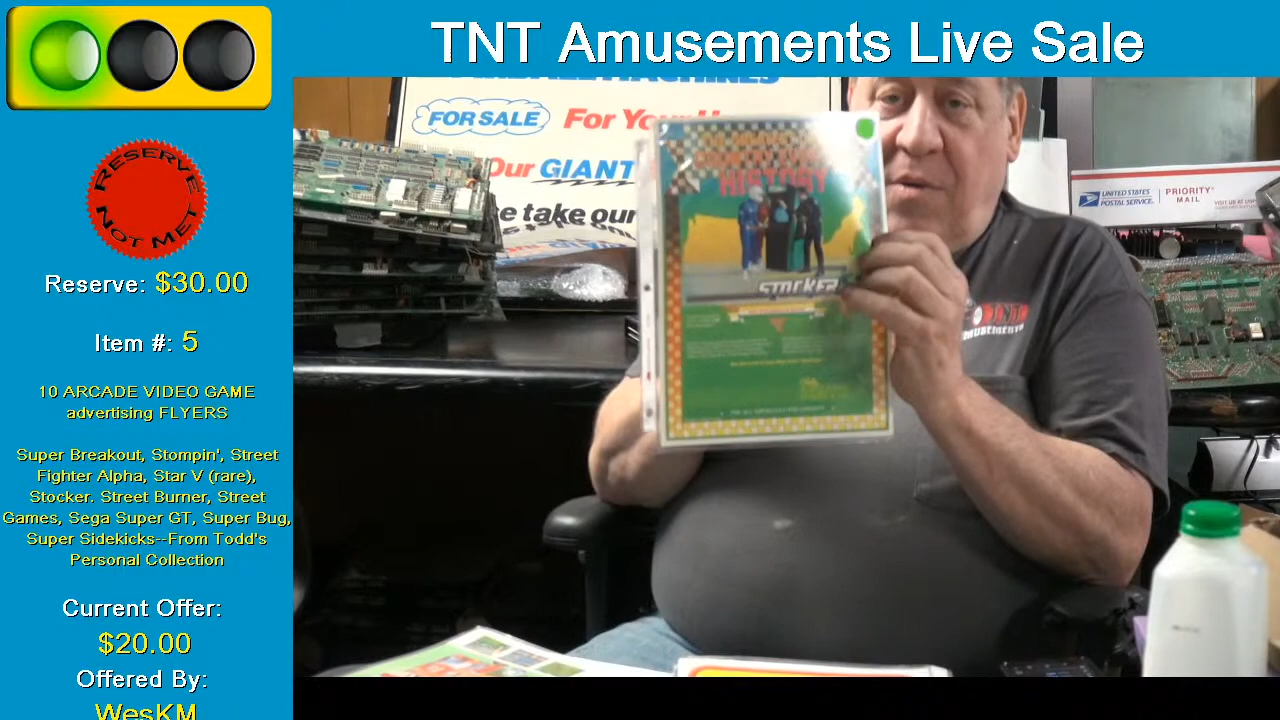 TNT Amusements Live Sale
RESERVE
NOT MET
Reserve: $30.00
Item #: 5
10 ARCADE VIDEO GAME
advertising FLYERS
Super Breakout, Stompin', Street
Fighter Alpha, Star V (rare),
Stocker. Street Burner, Street
Games, Sega Super GT, Super Bug,
Super Sidekicks--From Todd's
Personal Collection
Current Offer:
$20.00
Offered By:
WesKM
MACHINES
FOR SALE
For
Our GIANT
take our
HISTORY
STOCKER
UNITED STATES
POSTAL SERVICE
PRIORITY
MAIL
TNT
AMUSEMENTS